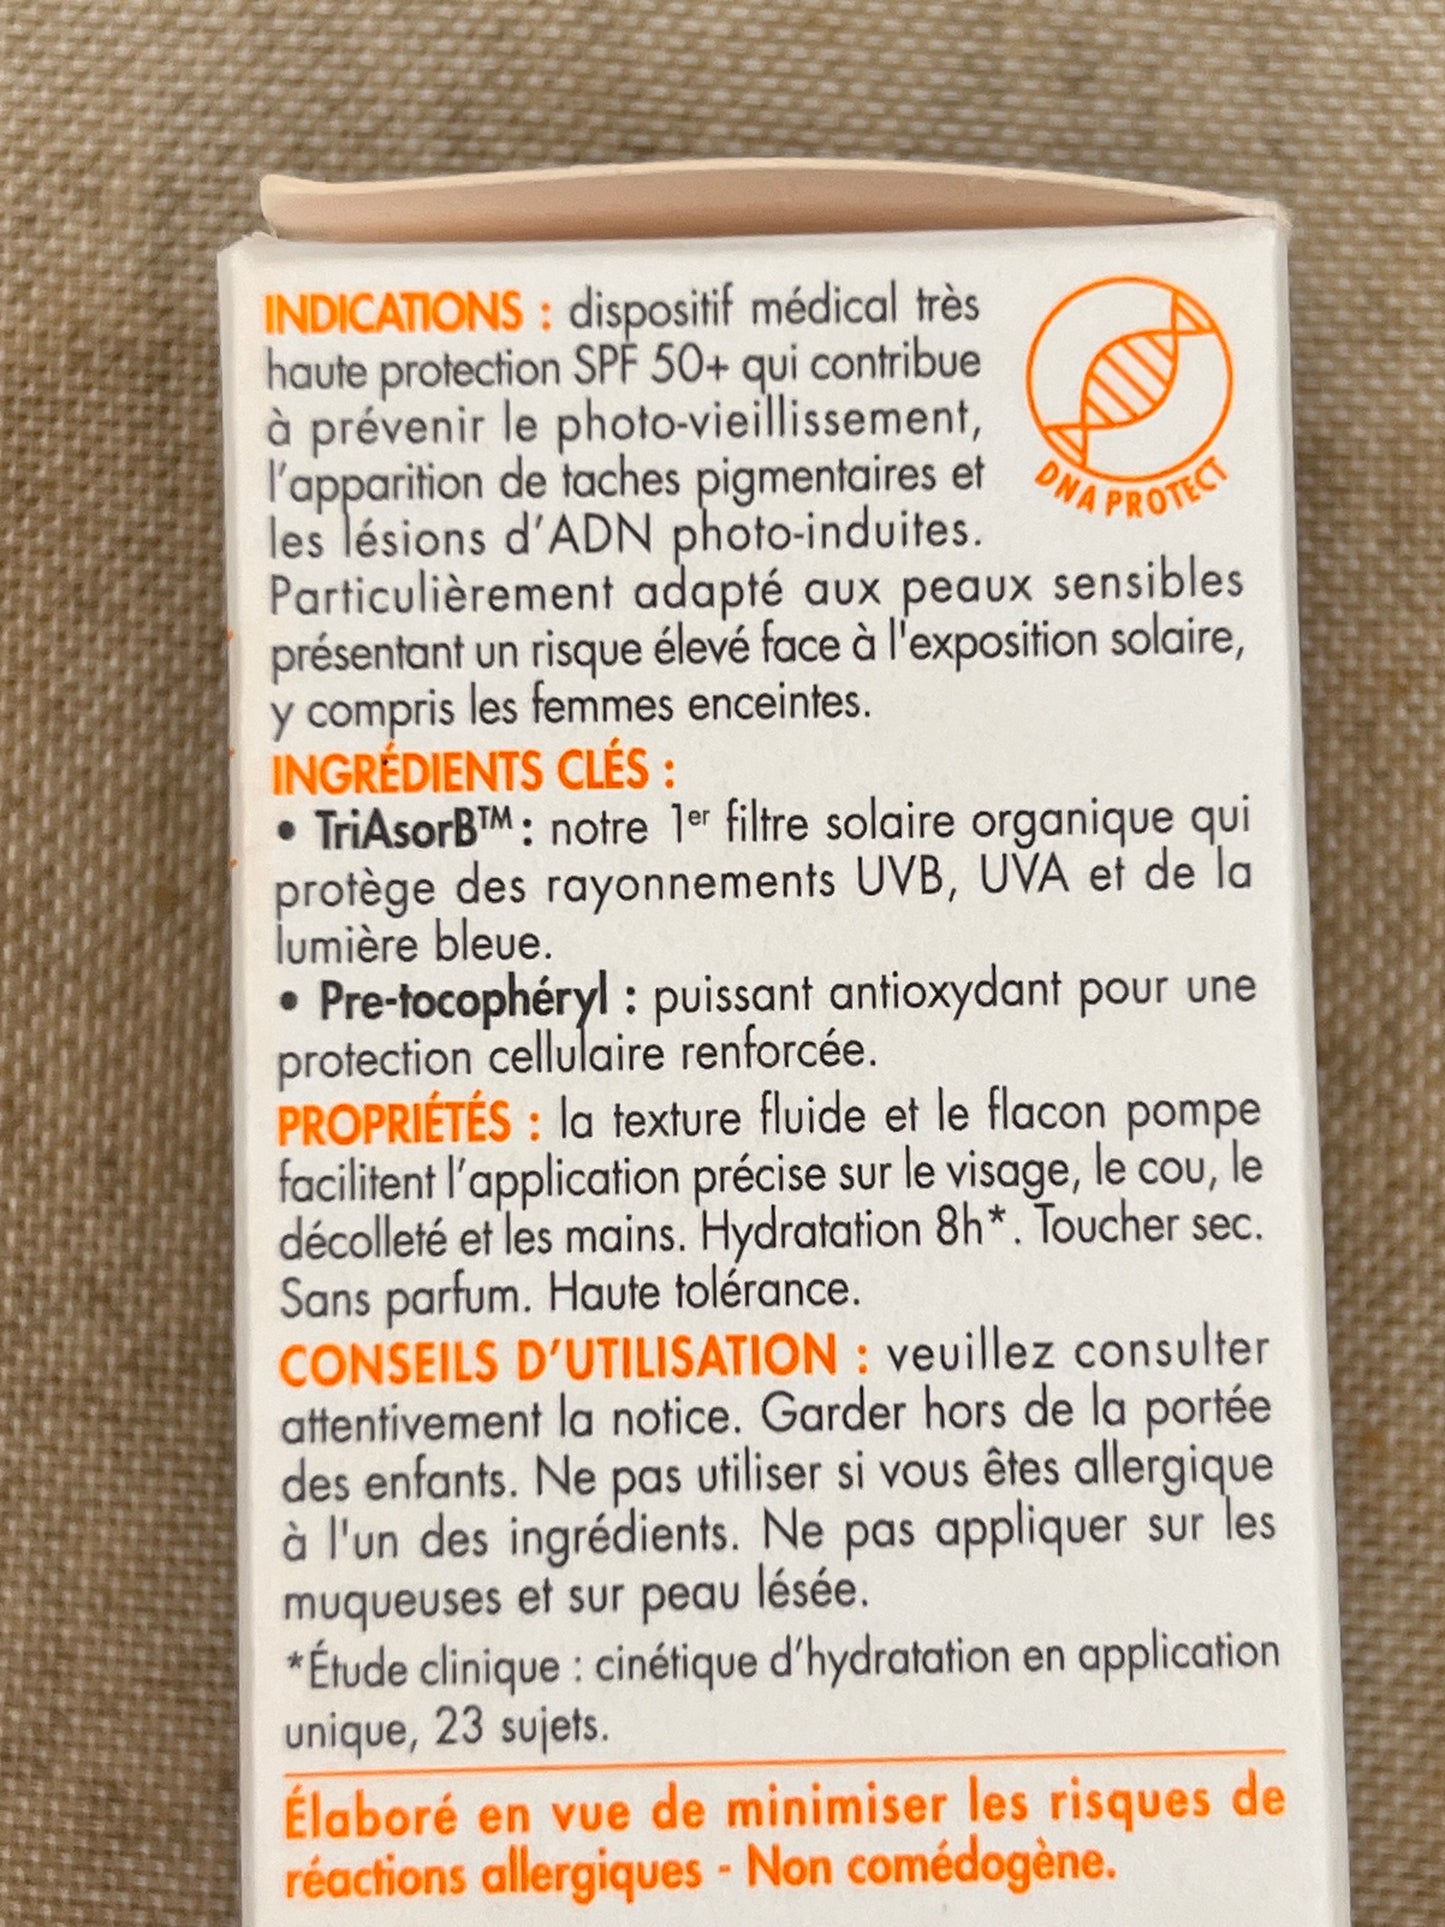 INDICATIONS : dispositif médical très
haute protection SPF 50+ qui contribue
à prévenir le photo-vieillissement,
l’apparition de taches pigmentaires et
les lésions d’ADN photo-induites.
DNA PROTECT
Particulièrement adapté aux peaux sensibles
présentant un risque élevé face à l'exposition solaire,
y compris les femmes enceintes.
INGRÉDIENTS CLÉS :
• TriAsorB™ : notre 1er filtre solaire organique qui
protège des rayonnements UVB, UVA et de la
lumière bleue.
• Pre-tocophéryl : puissant antioxydant pour une
protection cellulaire renforcée.
PROPRIÉTÉS : la texture fluide et le flacon pompe
facilitent l’application précise sur le visage, le cou, le
décolleté et les mains. Hydratation 8h*. Toucher sec.
Sans parfum. Haute tolérance.
CONSEILS D’UTILISATION : veuillez consulter
attentivement la notice. Garder hors de la portée
des enfants. Ne pas utiliser si vous êtes allergique
à l'un des ingrédients. Ne pas appliquer sur les
muqueuses et sur peau lésée.
*Étude clinique : cinétique d’hydratation en application
unique, 23 sujets.
Élaboré en vue de minimiser les risques de
réactions allergiques - Non comédogène.